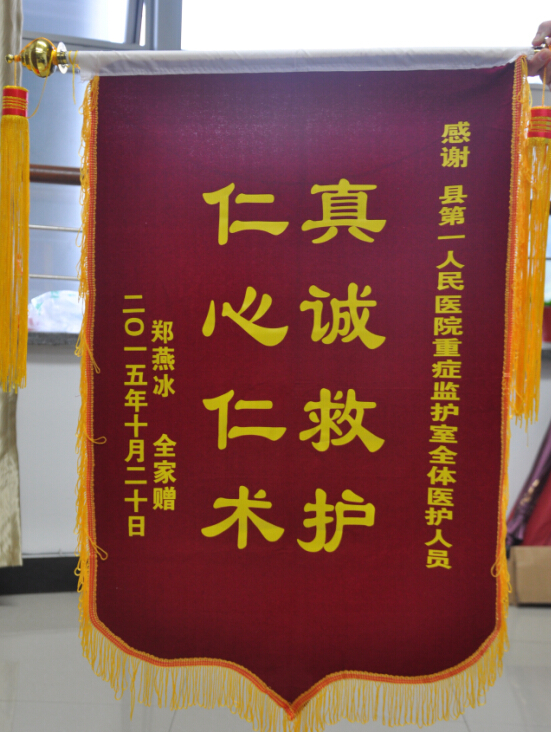 感谢 县第一人民医院重症监护室全体医护人员
真诚救护
仁心仁术
郑燕冰 全家赠
二〇一五年十月二十日